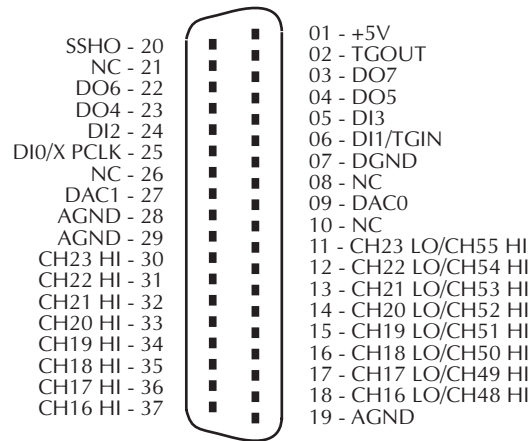 SSHO - 20
NC - 21
DO6 - 22
DO4 - 23
DI2 - 24
DI0/X PCLK - 25
NC - 26
DAC1 - 27
AGND - 28
AGND - 29
CH23 HI - 30
CH22 HI - 31
CH21 HI - 32
CH20 HI - 33
CH19 HI - 34
CH18 HI - 35
CH17 HI - 36
CH16 HI - 37
01 - +5V
02 - TGOUT
03 - DO7
04 - DO5
05 - DI3
06 - DI1/TGIN
07 - DGND
08 - NC
09 - DAC0
10 - NC
11 - CH23 LO/CH55 HI
12 - CH22 LO/CH54 HI
13 - CH21 LO/CH53 HI
14 - CH20 LO/CH52 HI
15 - CH19 LO/CH51 HI
16 - CH18 LO/CH50 HI
17 - CH17 LO/CH49 HI
18 - CH16 LO/CH48 HI
19 - AGND